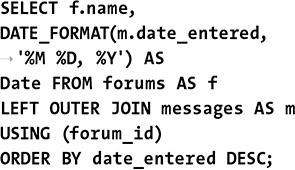 SELECT f.name,
DATE_FORMAT(m.date_entered,
→ '%M %D, %Y') AS
Date FROM forums AS f
LEFT OUTER JOIN messages AS m
USING (forum_id)
ORDER BY date_entered DESC;